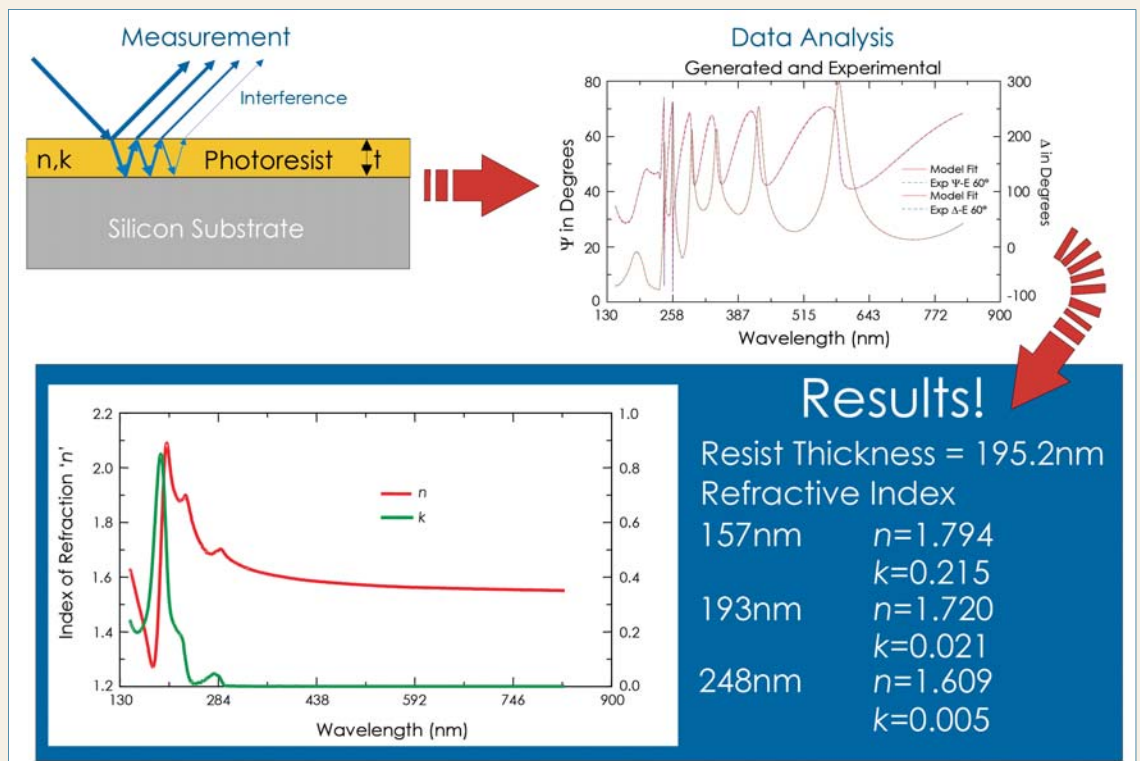 Measurement
Interference
n,k
Photoresist
t
Silicon Substrate
Data Analysis
Generated and Experimental
80
60
40
20
0
Ψ in Degrees
300
200
100
0
-100
Δ in Degrees
Model Fit
Exp Ψ-E 60°
Model Fit
Exp Δ-E 60°
130 258 387 515 643 772 900
Wavelength (nm)
2.2
2.0
1.8
1.6
1.4
1.2
Index of Refraction 'n'
1.0
0.8
0.6
0.4
0.2
0.0
n
k
130 284 438 592 746 900
Wavelength (nm)
Results!
Resist Thickness = 195.2nm
Refractive Index
157nm n=1.794
k=0.215
193nm n=1.720
k=0.021
248nm n=1.609
k=0.005